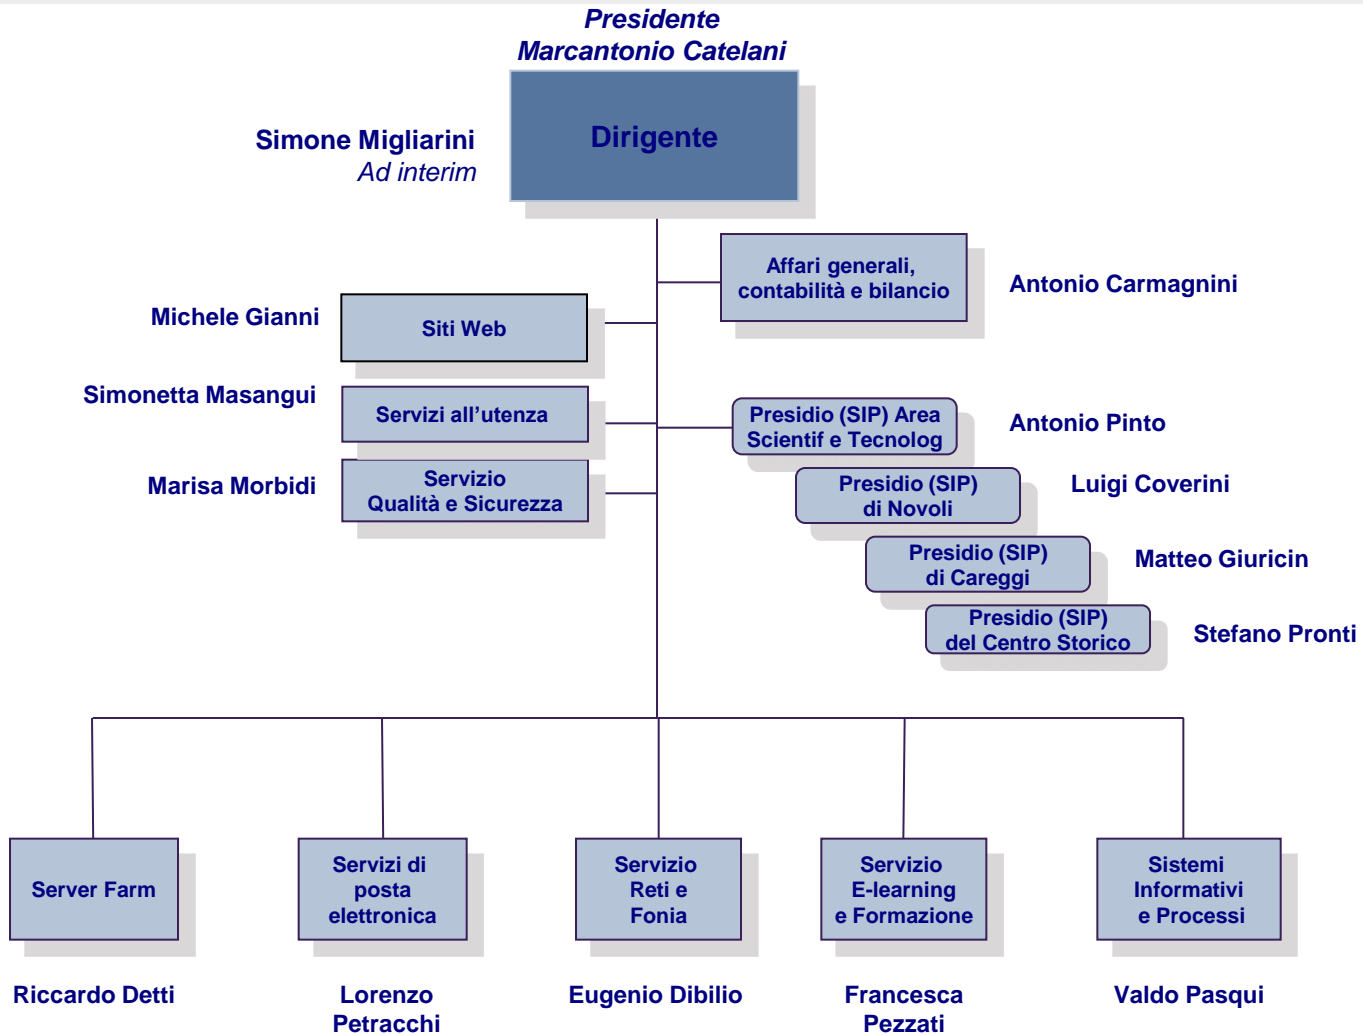 Presidente
Marcantonio Catelani
Dirigente
Simone Migliarini
Ad interim
Affari generali,
contabilità e bilancio
Antonio Carmagnini
Michele Gianni
Siti Web
Simonetta Masangui
Servizi all’utenza
Marisa Morbidi
Servizio
Qualità e Sicurezza
Presidio (SIP) Area
Scientif e Tecnolog
Antonio Pinto
Presidio (SIP)
di Novoli
Luigi Coverini
Presidio (SIP)
di Careggi
Matteo Giuricin
Presidio (SIP)
del Centro Storico
Stefano Pronti
Server Farm
Riccardo Detti
Servizi di
posta
elettronica
Lorenzo
Petracchi
Servizio
Reti e
Fonia
Eugenio Dibilio
Servizio
E-learning
e Formazione
Francesca
Pezzati
Sistemi
Informativi
e Processi
Valdo Pasqui